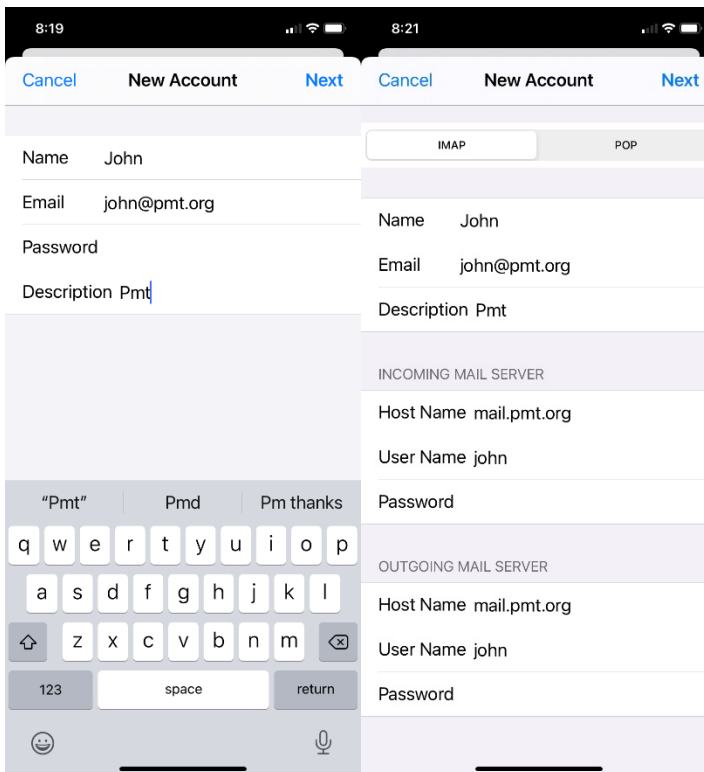 8:19
Cancel New Account Next
Name John
Email john@pmt.org
Password
Description Pmt
“Pmt” Pmd Pm thanks
q w e r t y u i o p
a s d f g h j k l
z x c v b n m
123 space return
8:21
Cancel New Account Next
IMAP POP
Name John
Email john@pmt.org
Description Pmt
INCOMING MAIL SERVER
Host Name mail.pmt.org
User Name john
Password
OUTGOING MAIL SERVER
Host Name mail.pmt.org
User Name john
Password